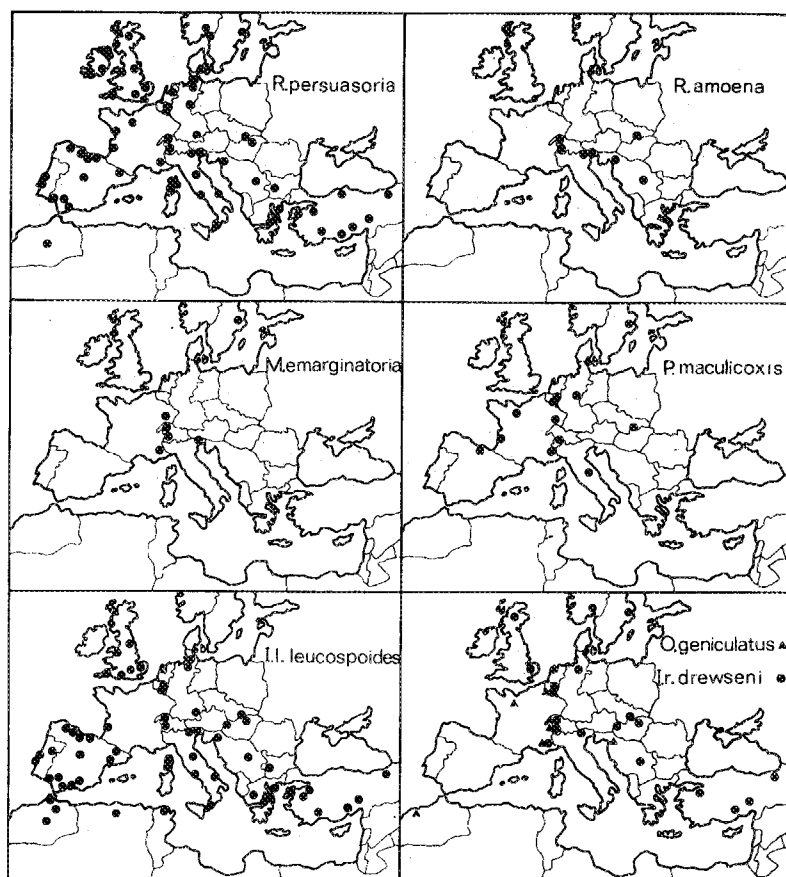 R.persuasoria
R.amoena
M.emarginatoria
P.maculicoxis
I.l.leucospoides
O.geniculatus
I.r.drewseni